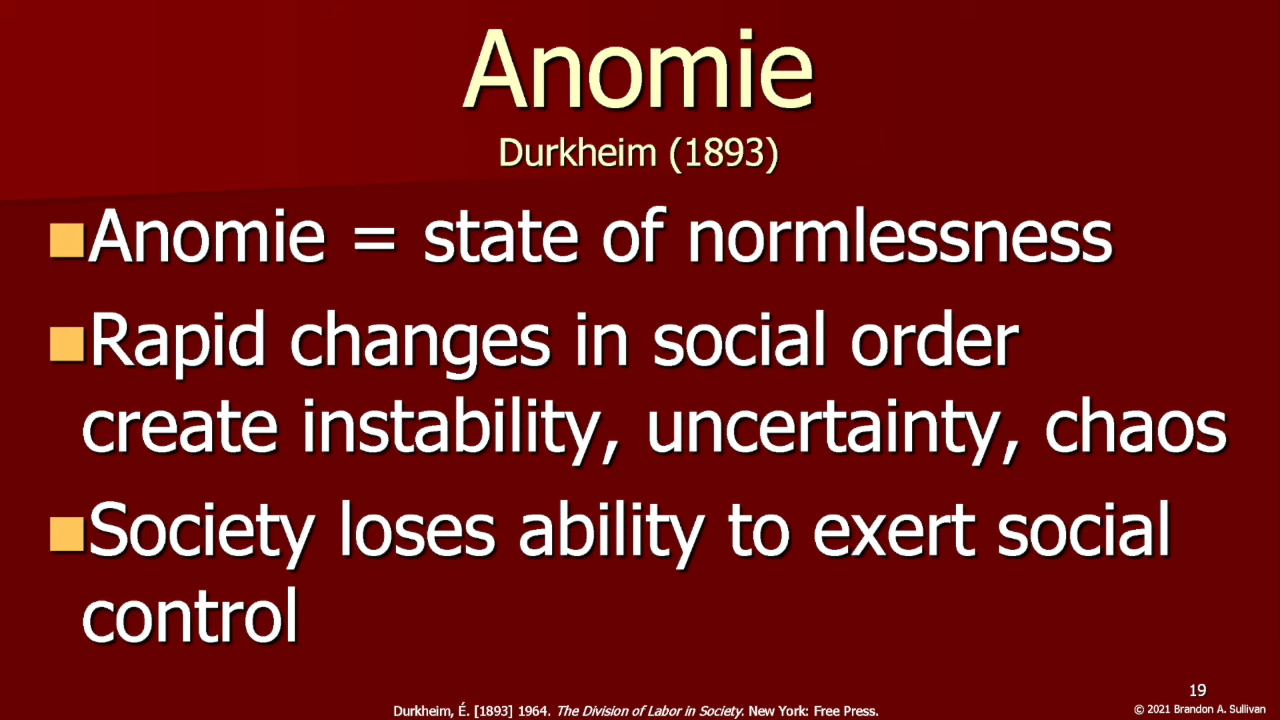 Anomie
Durkheim (1893)
Anomie = state of normlessness
Rapid changes in social order
create instability, uncertainty, chaos
Society loses ability to exert social
control
19
Durkheim, É. [1893] 1964. The Division of Labor in Society. New York: Free Press.
© 2021 Brandon A. Sullivan